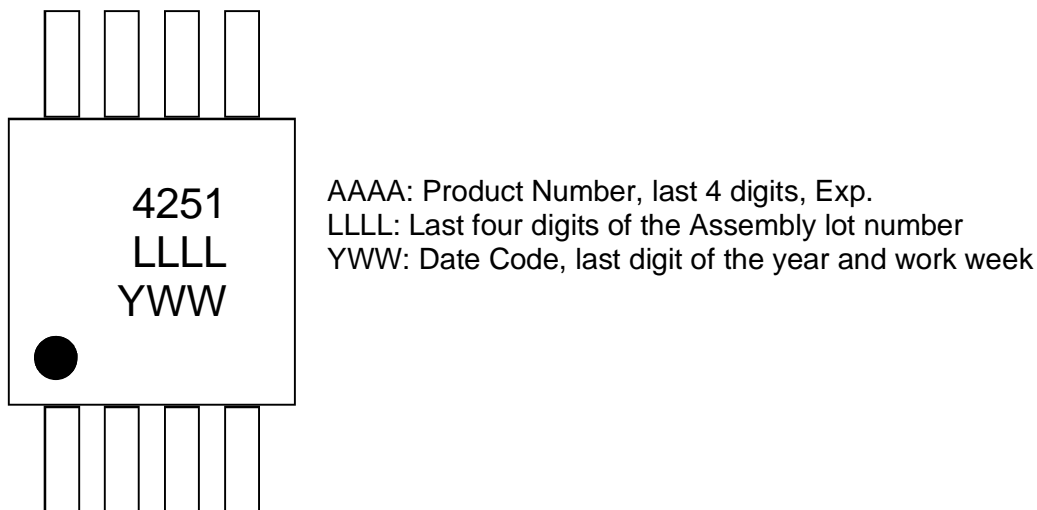 4251
LLLL
YWW
AAAA: Product Number, last 4 digits, Exp.
LLLL: Last four digits of the Assembly lot number
YWW: Date Code, last digit of the year and work week